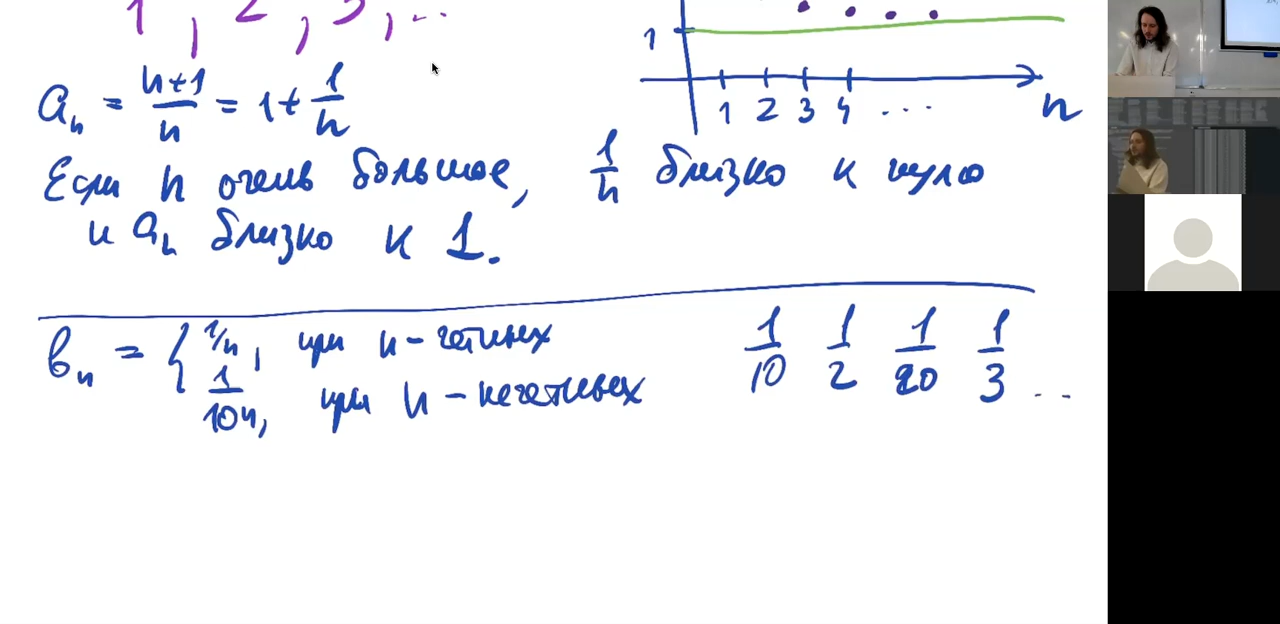 1, 2, 3, ...
1
1 2 3 4 ... n
aₙ = (n+1)/n = 1 + 1/n
Если n очень большое, 1/n близко к нулю
и aₙ близко к 1.
bₙ = { 1/n, при n - четных
1/(10n), при n - нечетных
1/10 1/2 1/20 1/3 ...